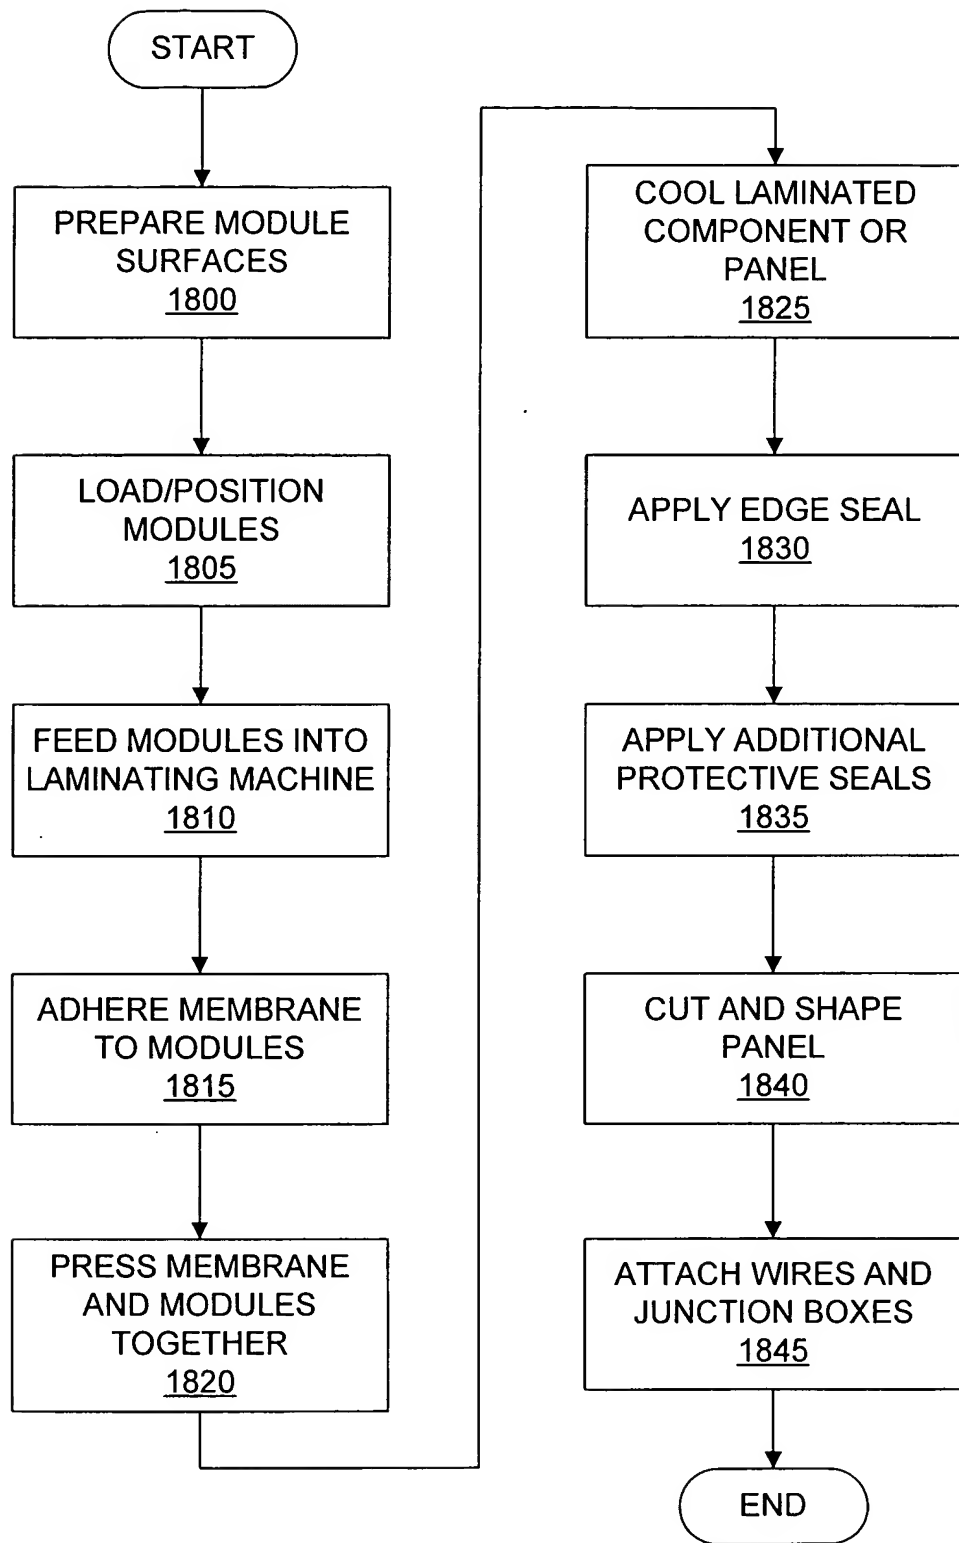 START
PREPARE MODULE
SURFACES
1800
LOAD/POSITION
MODULES
1805
FEED MODULES INTO
LAMINATING MACHINE
1810
ADHERE MEMBRANE
TO MODULES
1815
PRESS MEMBRANE
AND MODULES
TOGETHER
1820
COOL LAMINATED
COMPONENT OR
PANEL
1825
APPLY EDGE SEAL
1830
APPLY ADDITIONAL
PROTECTIVE SEALS
1835
CUT AND SHAPE
PANEL
1840
ATTACH WIRES AND
JUNCTION BOXES
1845
END